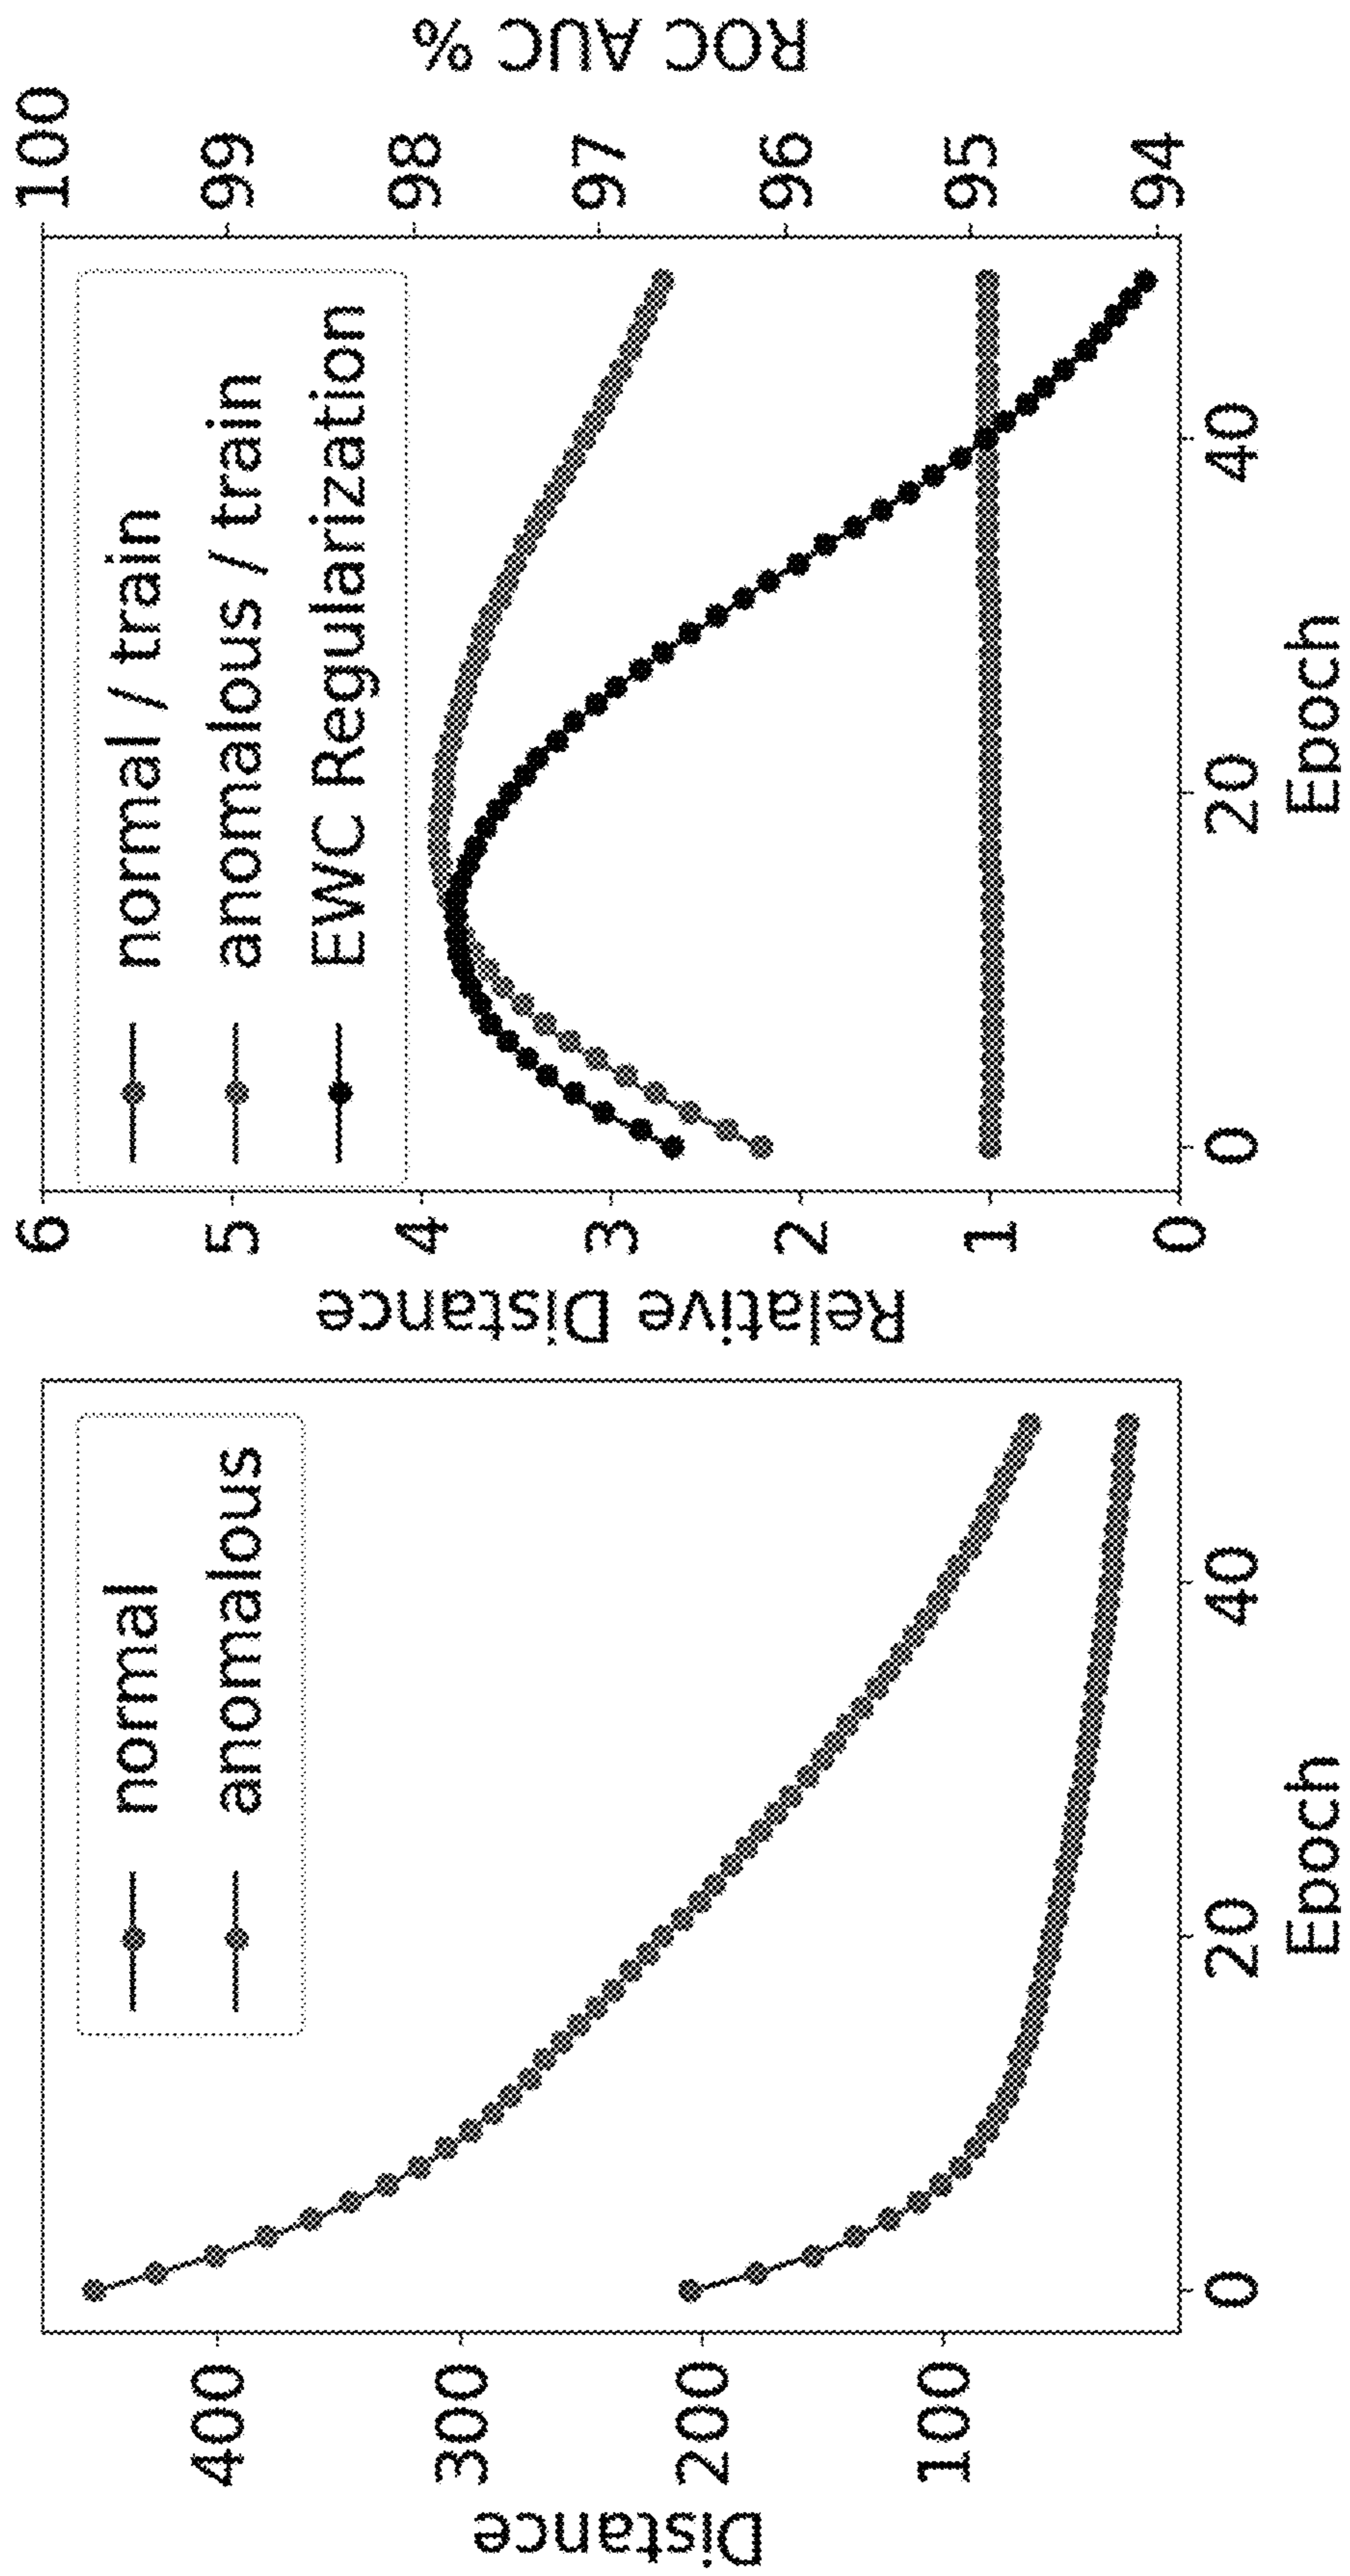 Distance
400
300
200
100
normal
anomalous
0
20
40
Epoch
Relative Distance
6
5
4
3
2
1
0
normal / train
anomalous / train
EWC Regularization
0
20
40
Epoch
100
99
98
97
96
95
94
ROC AUC %